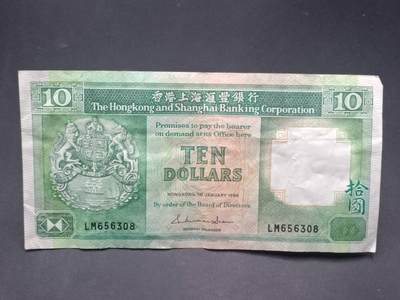 10 香港上海滙豐銀行 10
The Hongkong and Shanghai Banking Corporation
Promises to pay the bearer
on demand at its Office here
TEN
DOLLARS
By order of the Board of Directors
拾圓
LM656308 LM656308